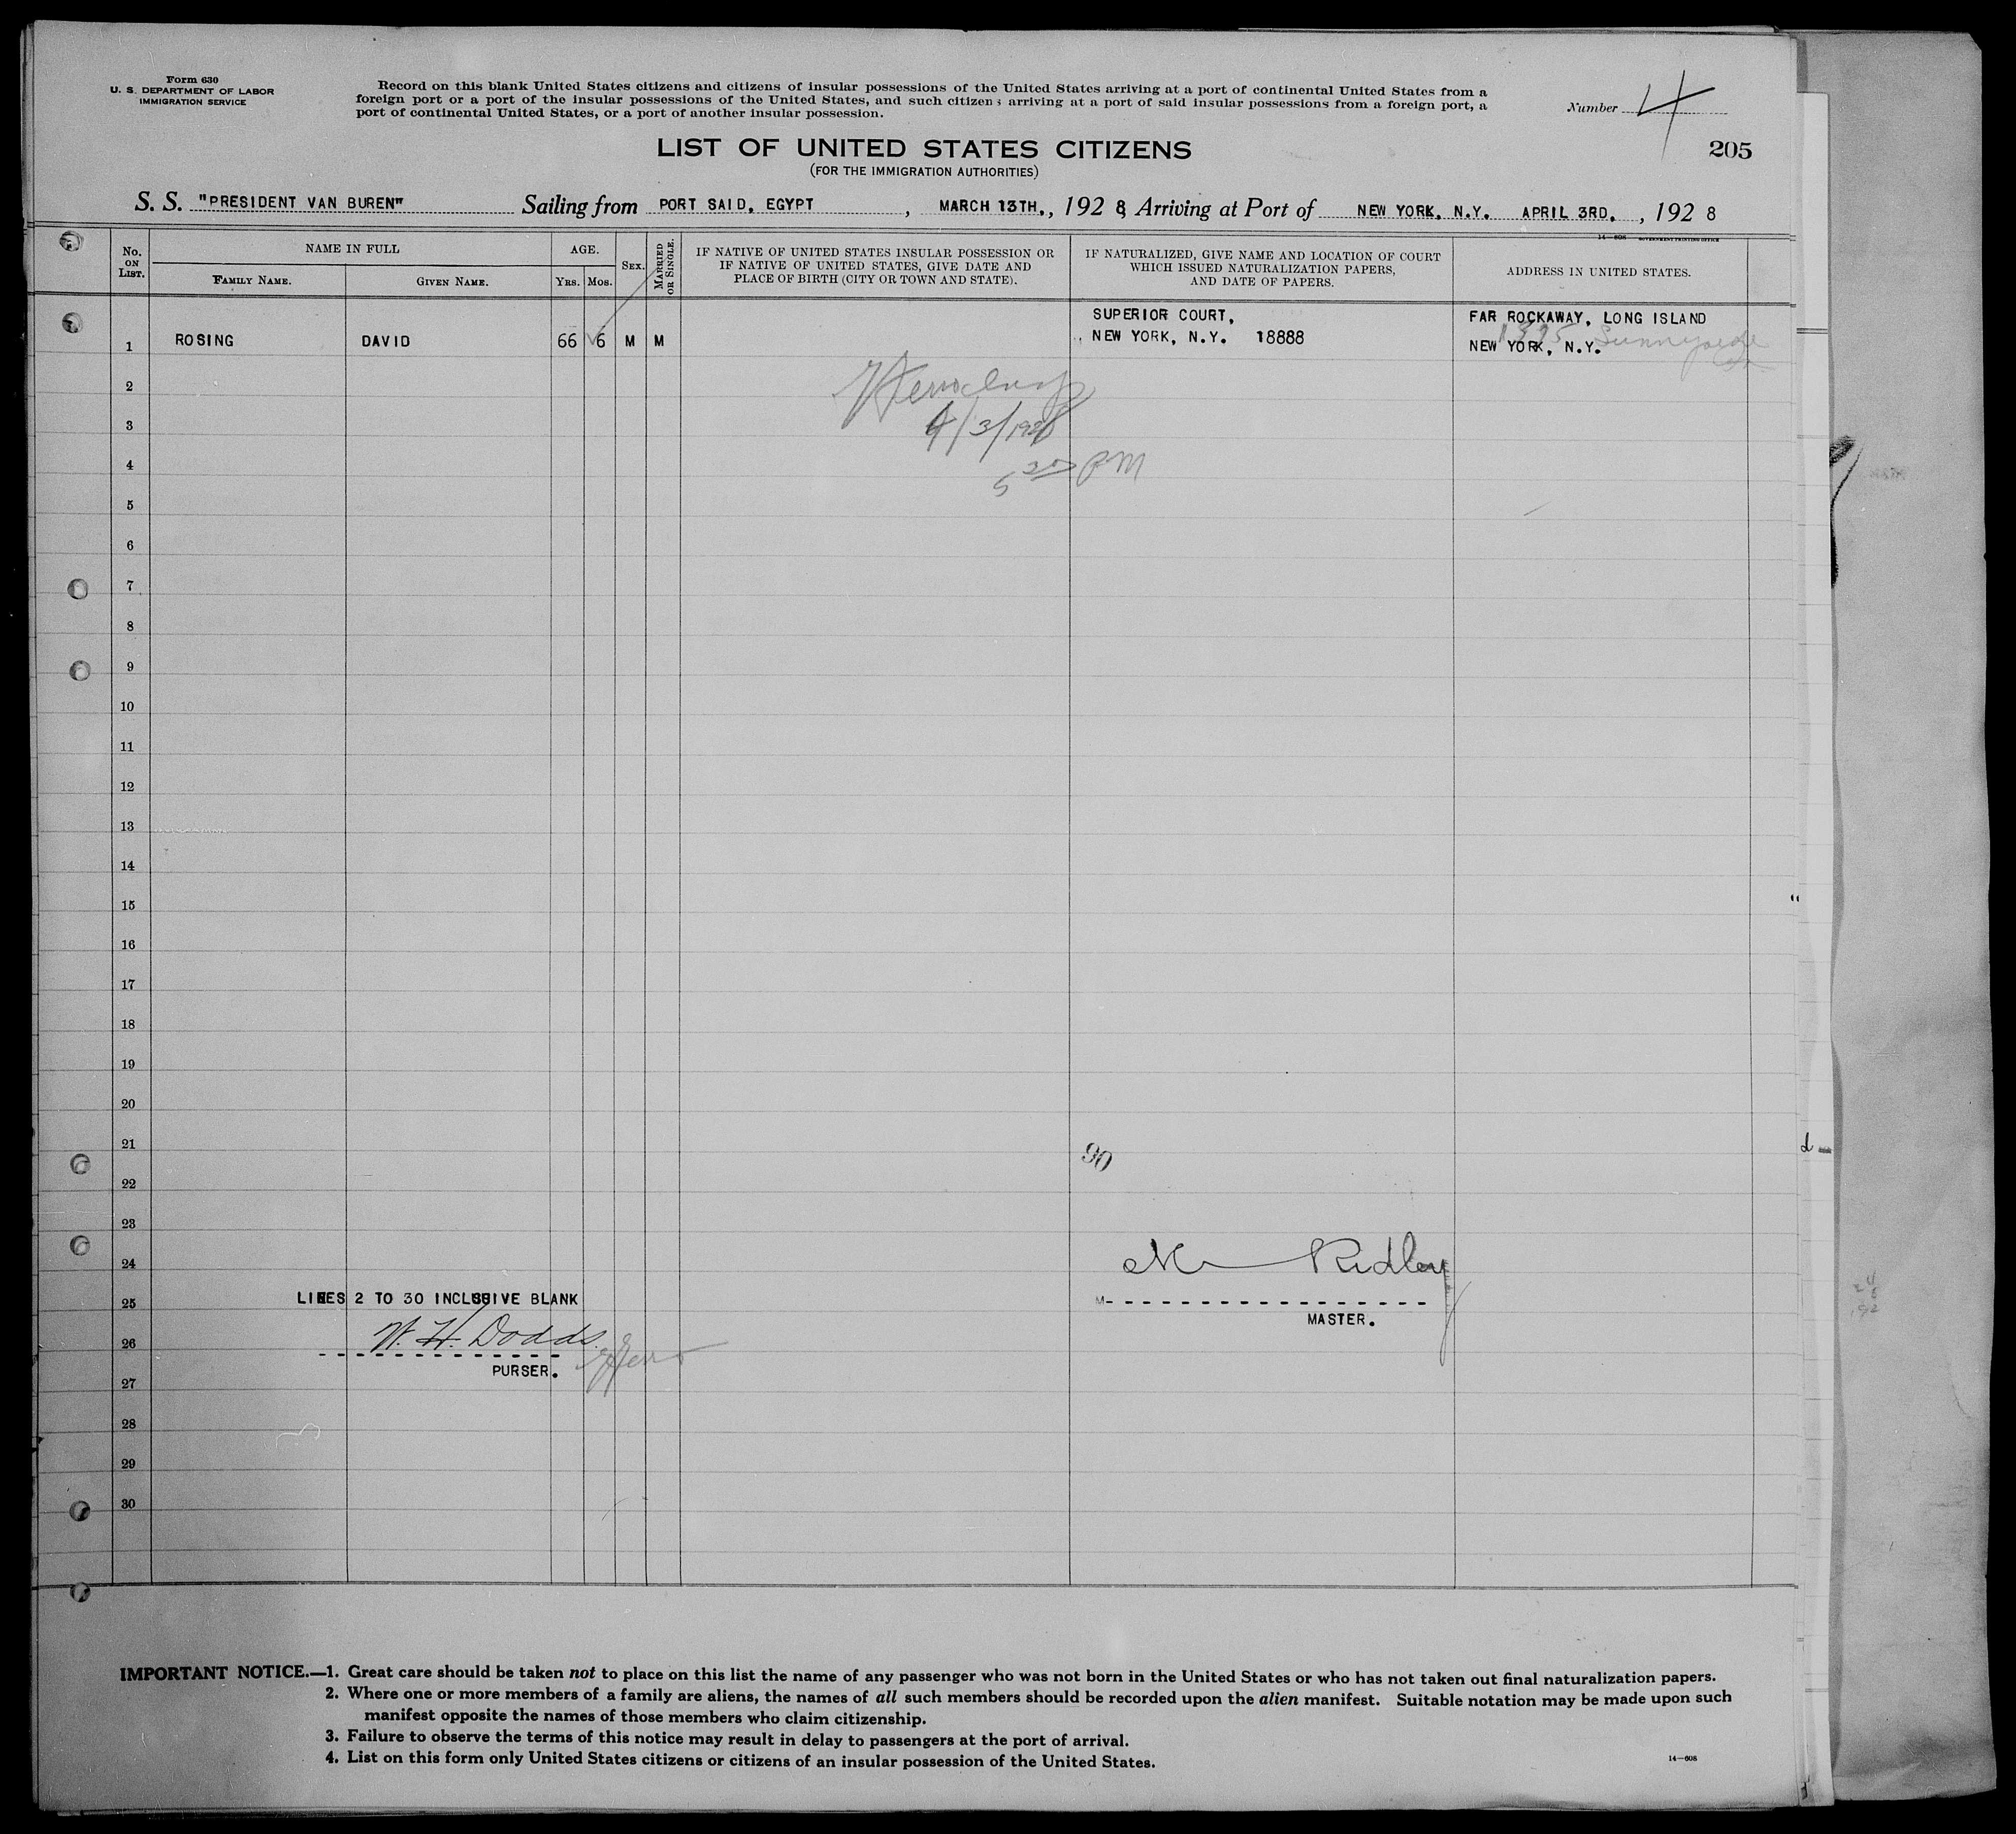 Form 630
U. S. DEPARTMENT OF LABOR
IMMIGRATION SERVICE
Record on this blank United States citizens and citizens of insular possessions of the United States arriving at a port of continental United States from a
foreign port or a port of the insular possessions of the United States, and such citizens arriving at a port of said insular possessions from a foreign port, a
port of continental United States, or a port of another insular possession.
Number 4
205
LIST OF UNITED STATES CITIZENS
(FOR THE IMMIGRATION AUTHORITIES)
S. S. "PRESIDENT VAN BUREN" Sailing from PORT SAID, EGYPT, MARCH 13TH., 1928, Arriving at Port of NEW YORK, N.Y. APRIL 3RD., 1928
14—608 GOVERNMENT PRINTING OFFICE
No. ON LIST.
NAME IN FULL
FAMILY NAME.
GIVEN NAME.
AGE.
YRS.
MOS.
SEX.
MARRIED OR SINGLE.
IF NATIVE OF UNITED STATES INSULAR POSSESSION OR
IF NATIVE OF UNITED STATES, GIVE DATE AND
PLACE OF BIRTH (CITY OR TOWN AND STATE).
IF NATURALIZED, GIVE NAME AND LOCATION OF COURT
WHICH ISSUED NATURALIZATION PAPERS,
AND DATE OF PAPERS.
ADDRESS IN UNITED STATES.
SUPERIOR COURT,
FAR ROCKAWAY, LONG ISLAND
1 ROSING DAVID 66 6 M M NEW YORK, N.Y. 18888 NEW YORK, N.Y.
2
3 4/3/1928
4 5 20 PM
5
6
7
8
9
10
11
12
13
14
15
16
17
18
19
20
21 90
22
23
24 Ridley
25 LINES 2 TO 30 INCLUSIVE BLANK
MASTER.
26 W. H. Dodds
PURSER.
27
28
29
30
IMPORTANT NOTICE.—1. Great care should be taken not to place on this list the name of any passenger who was not born in the United States or who has not taken out final naturalization papers.
2. Where one or more members of a family are aliens, the names of all such members should be recorded upon the alien manifest. Suitable notation may be made upon such
manifest opposite the names of those members who claim citizenship.
3. Failure to observe the terms of this notice may result in delay to passengers at the port of arrival.
4. List on this form only United States citizens or citizens of an insular possession of the United States.
14—608